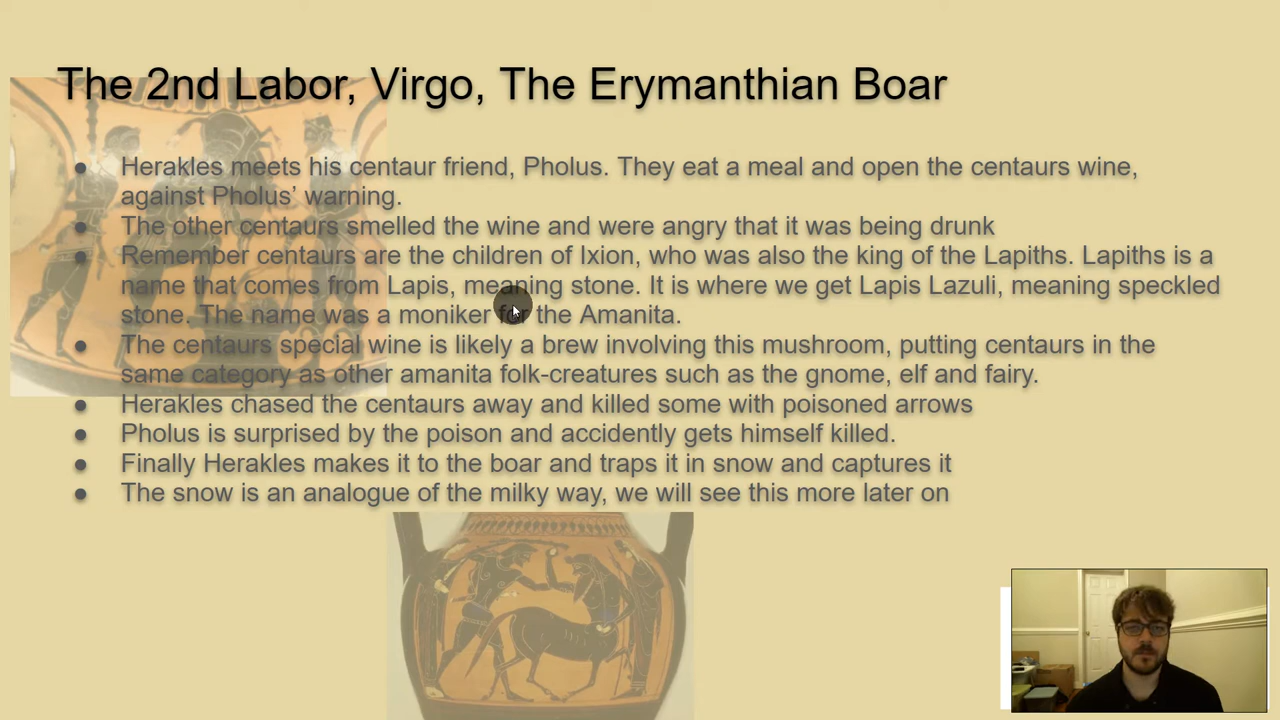 The 2nd Labor, Virgo, The Erymanthian Boar
● Herakles meets his centaur friend, Pholus. They eat a meal and open the centaurs wine,
against Pholus’ warning.
● The other centaurs smelled the wine and were angry that it was being drunk
● Remember centaurs are the children of Ixion, who was also the king of the Lapiths. Lapiths is a
name that comes from Lapis, meaning stone. It is where we get Lapis Lazuli, meaning speckled
stone. The name was a moniker for the Amanita.
● The centaurs special wine is likely a brew involving this mushroom, putting centaurs in the
same category as other amanita folk-creatures such as the gnome, elf and fairy.
● Herakles chased the centaurs away and killed some with poisoned arrows
● Pholus is surprised by the poison and accidently gets himself killed.
● Finally Herakles makes it to the boar and traps it in snow and captures it
● The snow is an analogue of the milky way, we will see this more later on